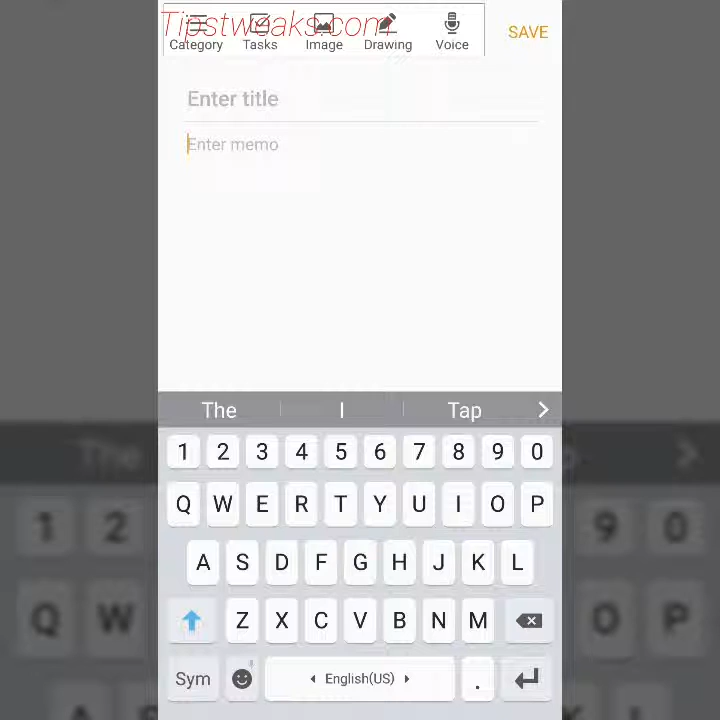 Tipstweaks.com
Category Tasks Image Drawing Voice SAVE
Enter title
Enter memo
The I Tap
1 2 3 4 5 6 7 8 9 0
Q W E R T Y U I O P
A S D F G H J K L
Z X C V B N M
Sym English(US) .